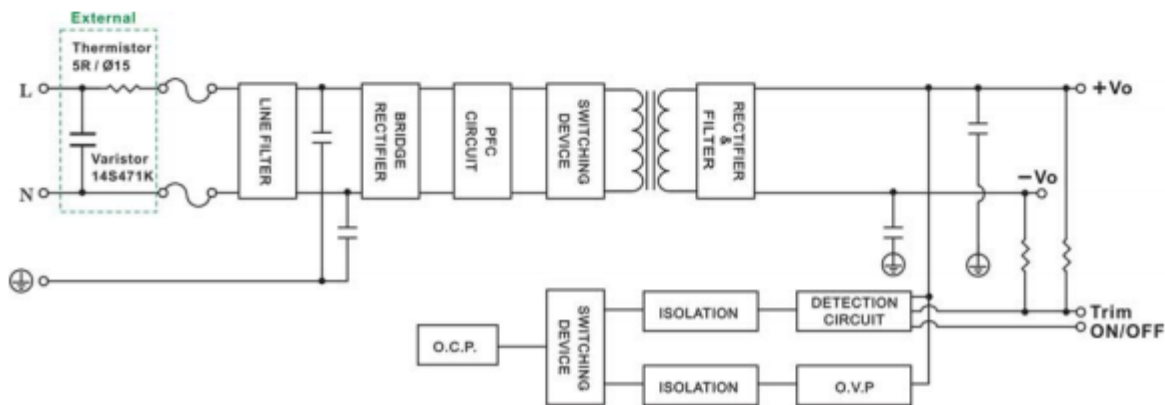 External
Thermistor
5R / Ø15
L
Varistor
14S471K
N
LINE FILTER
BRIDGE
RECTIFIER
PFC
CIRCUIT
SWITCHING
DEVICE
RECTIFIER
&
FILTER
+Vo
−Vo
O.C.P.
SWITCHING
DEVICE
ISOLATION
DETECTION
CIRCUIT
Trim
ON/OFF
ISOLATION
O.V.P